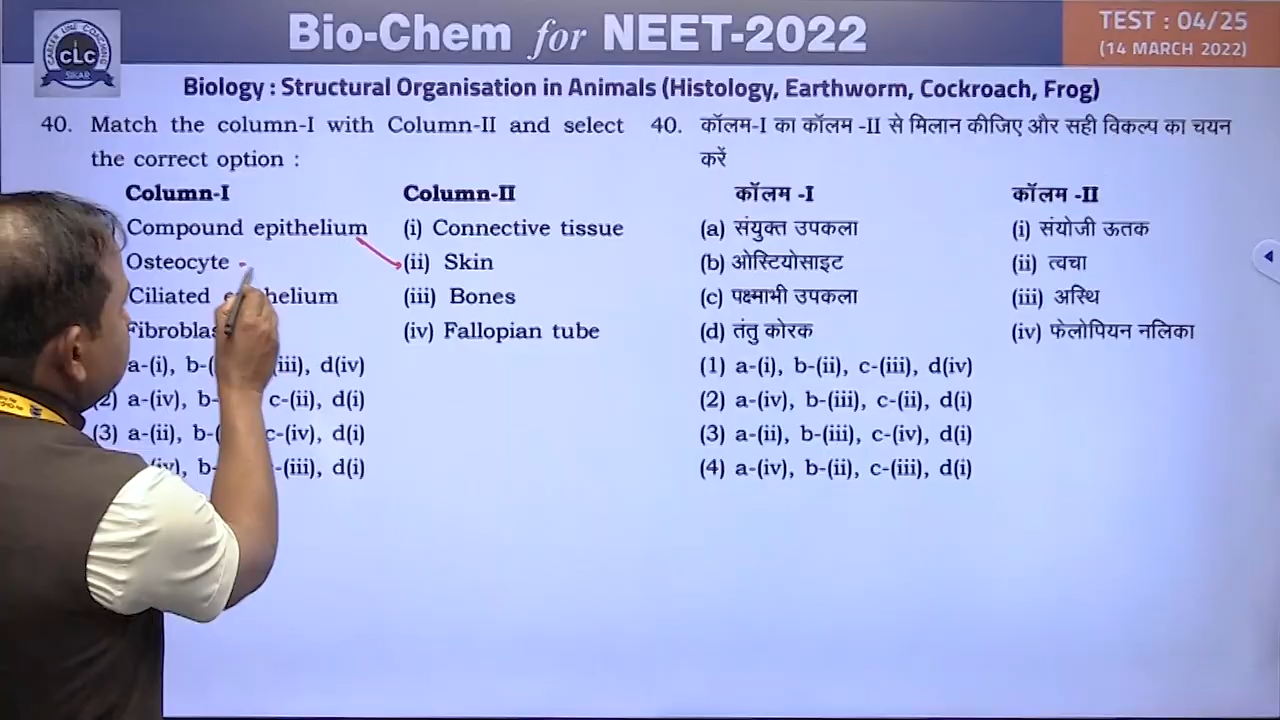 Bio-Chem for NEET-2022
TEST : 04/25
(14 MARCH 2022)
CAREER LINE COACHING
CLC
SIKAR
Biology : Structural Organisation in Animals (Histology, Earthworm, Cockroach, Frog)
40. Match the column-I with Column-II and select
the correct option :
Column-I Column-II
Compound epithelium (i) Connective tissue
Osteocyte (ii) Skin
Ciliated (iii) Bones
(iv) Fallopian tube
a-(i), d(iv)
c-(ii), d(i)
(3) a-(ii), c-(iv), d(i)
-(iii), d(i)
40. कॉलम-I का कॉलम -II से मिलान कीजिए और सही विकल्प का चयन
करें
कॉलम -I कॉलम -II
(a) संयुक्त उपकला (i) संयोजी ऊतक
(b) ओस्टियोसाइट (ii) त्वचा
(c) पक्ष्माभी उपकला (iii) अस्थि
(d) तंतु कोरक (iv) फेलोपियन नलिका
(1) a-(i), b-(ii), c-(iii), d(iv)
(2) a-(iv), b-(iii), c-(ii), d(i)
(3) a-(ii), b-(iii), c-(iv), d(i)
(4) a-(iv), b-(ii), c-(iii), d(i)